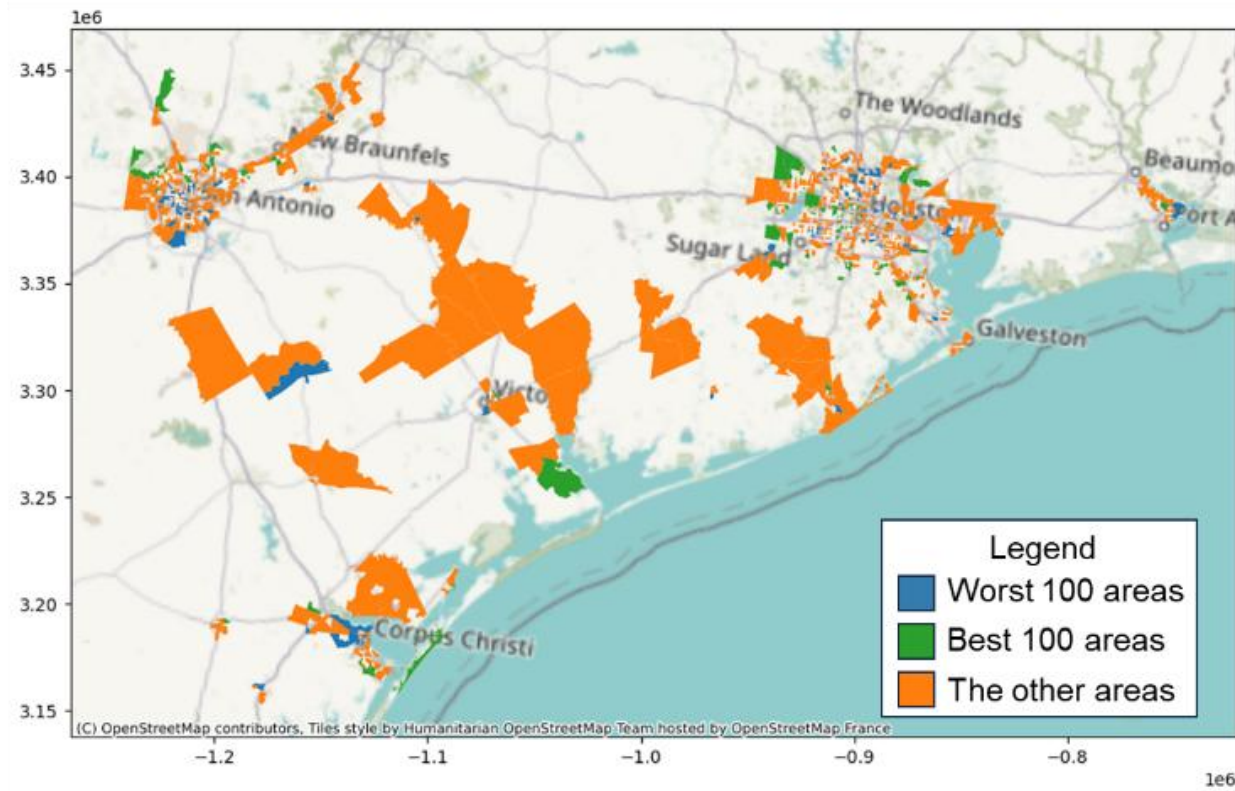 1e6
3.45
3.40
3.35
3.30
3.25
3.20
3.15
The Woodlands
New Braunfels
Beaumo
Antonio
Housto
Port A
Sugar Land
Galveston
Victo
Corpus Christi
Legend
Worst 100 areas
Best 100 areas
The other areas
(C) OpenStreetMap contributors, Tiles style by Humanitarian OpenStreetMap Team hosted by OpenStreetMap France
−1.2
−1.1
−1.0
−0.9
−0.8
1e6